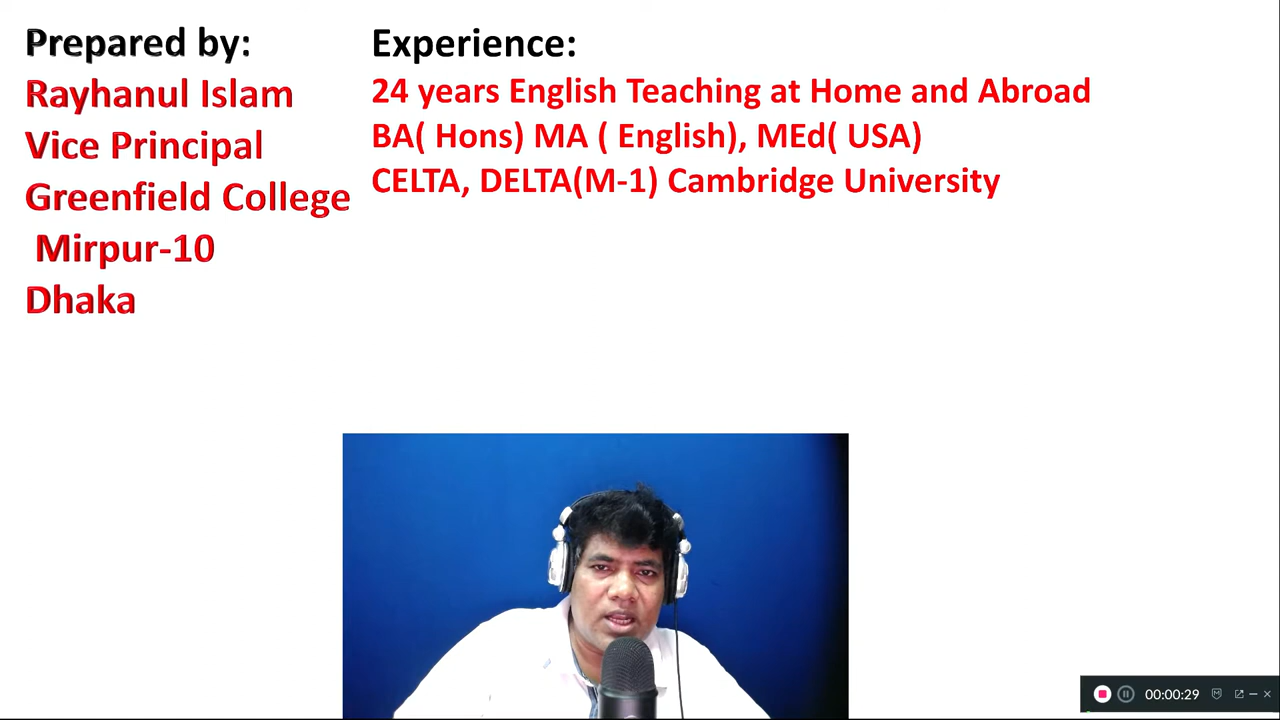 Prepared by:
Rayhanul Islam
Vice Principal
Greenfield College
Mirpur-10
Dhaka
Experience:
24 years English Teaching at Home and Abroad
BA( Hons) MA ( English), MEd( USA)
CELTA, DELTA(M-1) Cambridge University
00:00:29